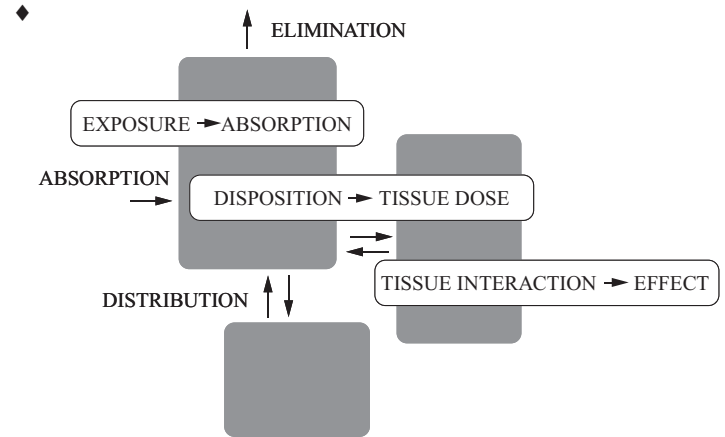 ♦
ELIMINATION
EXPOSURE → ABSORPTION
ABSORPTION
DISPOSITION → TISSUE DOSE
TISSUE INTERACTION → EFFECT
DISTRIBUTION